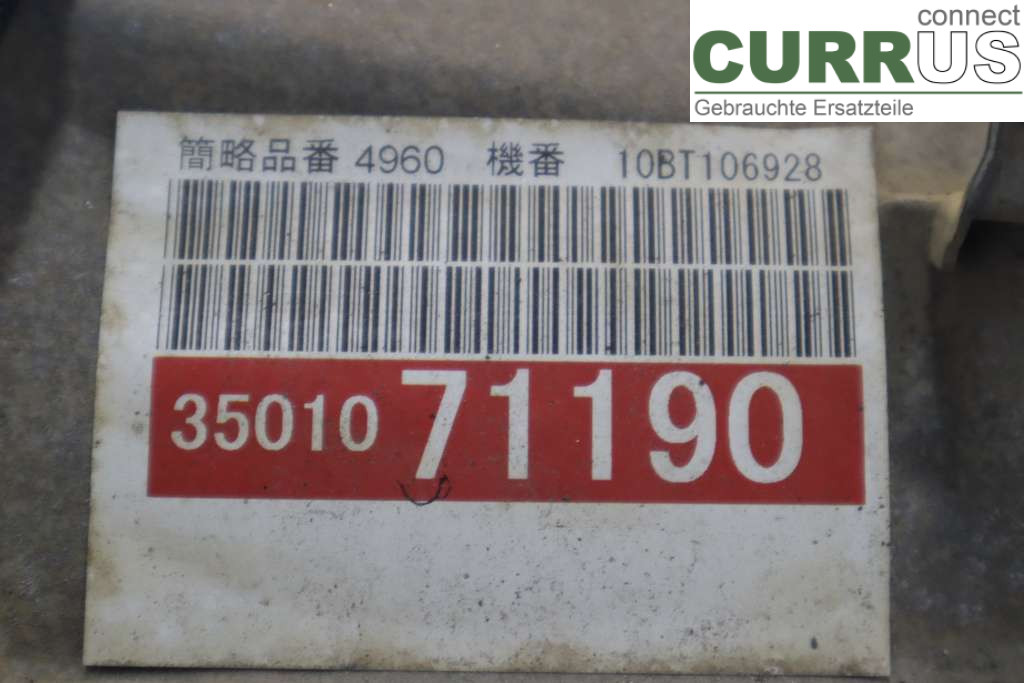 connect
CURRUS
Gebrauchte Ersatzteile
簡略品番 4960 機番 10BT106928
35010 71190